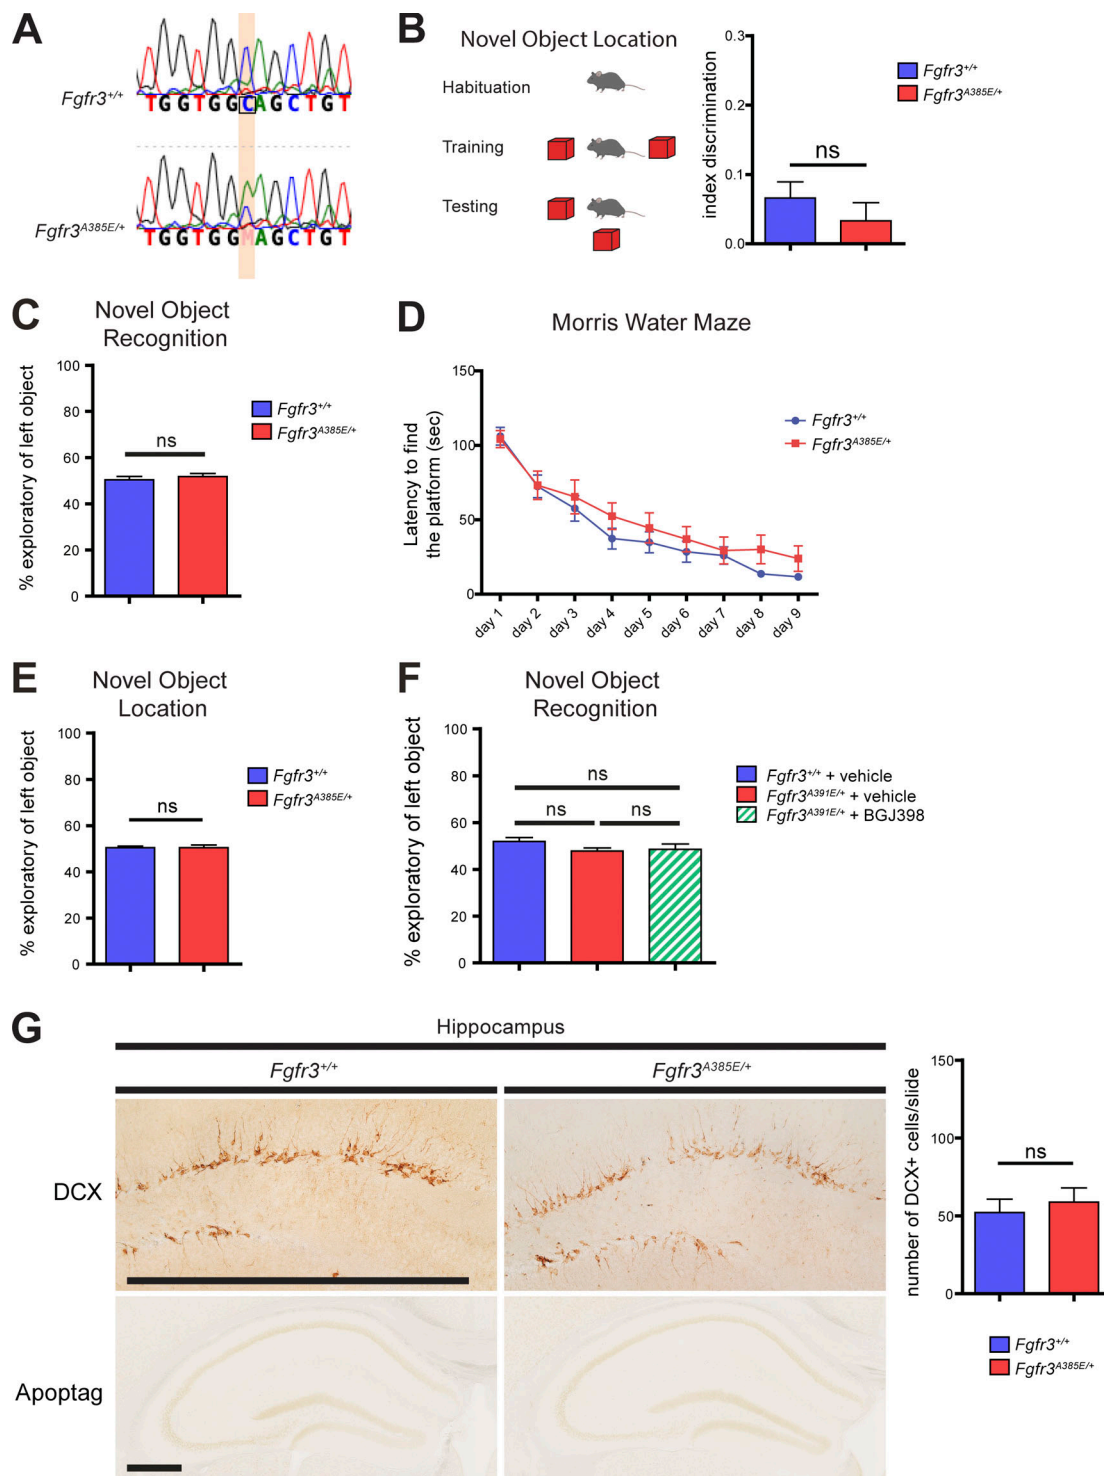 A
Fgfr3+/+
TGGTGGCAGCTGT
Fgfr3A385E/+
TGGTGGMAGCTGT
B
Novel Object Location
Habituation
Training
Testing
index discrimination
0.3
0.2
0.1
0.0
ns
Fgfr3+/+
Fgfr3A385E/+
C
Novel Object
Recognition
% exploratory of left object
100
80
60
40
20
0
ns
Fgfr3+/+
Fgfr3A385E/+
D
Morris Water Maze
Latency to find
the platform (sec)
150
100
50
0
day 1
day 2
day 3
day 4
day 5
day 6
day 7
day 8
day 9
Fgfr3+/+
Fgfr3A385E/+
E
Novel Object
Location
% exploratory of left object
100
80
60
40
20
0
ns
Fgfr3+/+
Fgfr3A385E/+
F
Novel Object
Recognition
% exploratory of left object
100
80
60
40
20
0
ns
ns
ns
Fgfr3+/+ + vehicle
Fgfr3A391E/+ + vehicle
Fgfr3A391E/+ + BGJ398
G
Hippocampus
Fgfr3+/+
Fgfr3A385E/+
DCX
Apoptag
number of DCX+ cells/slide
150
100
50
0
ns
Fgfr3+/+
Fgfr3A385E/+